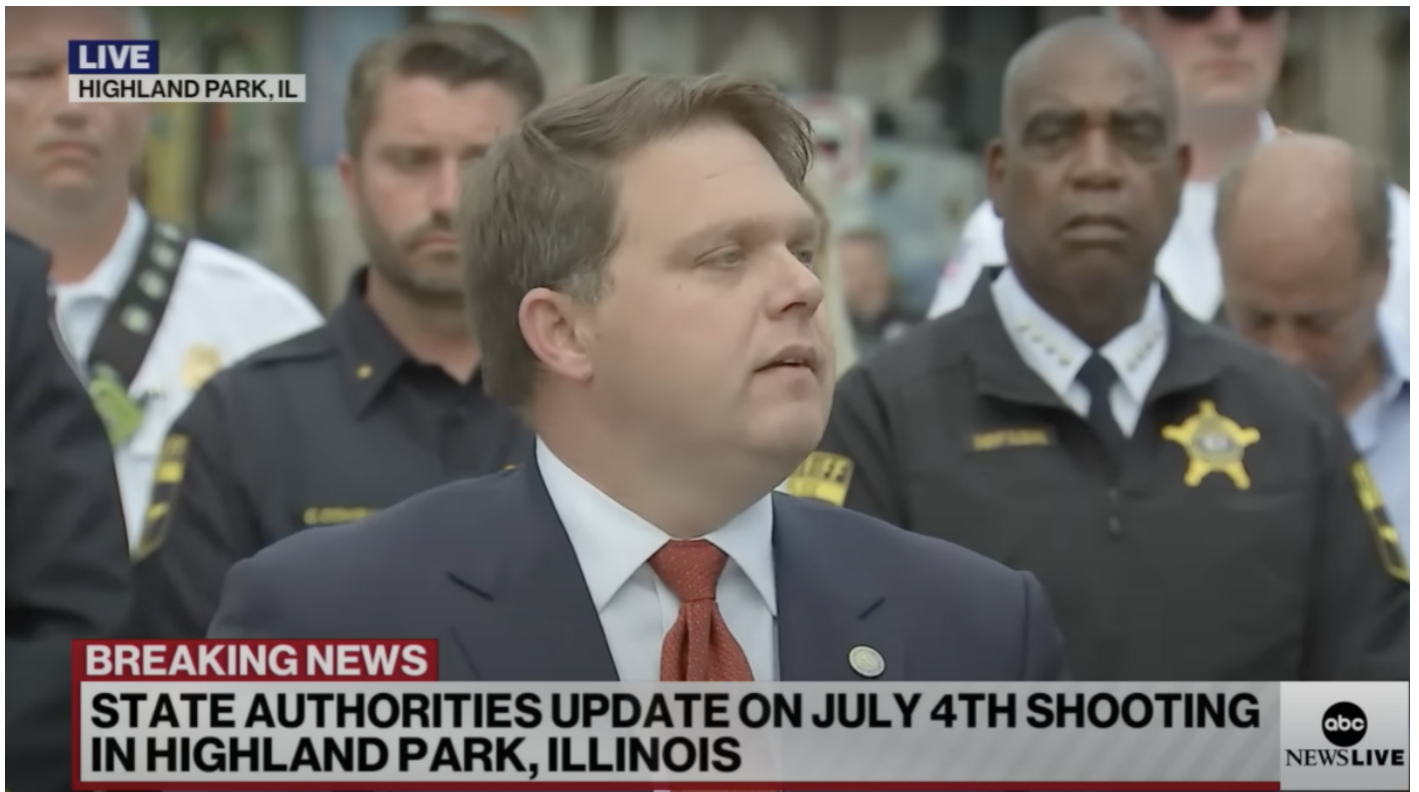 LIVE
HIGHLAND PARK, IL
BREAKING NEWS
STATE AUTHORITIES UPDATE ON JULY 4TH SHOOTING
IN HIGHLAND PARK, ILLINOIS
abc
NEWSLIVE